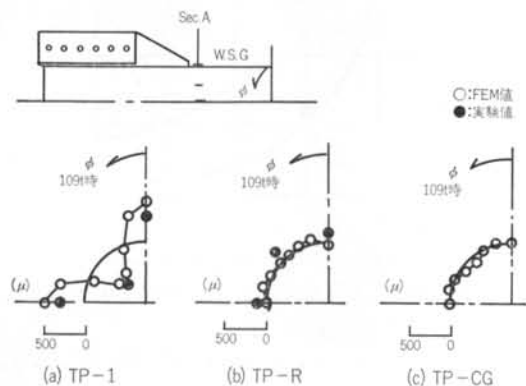 Sec.A
W.S.G
φ
○:FEM値
●:実験値
φ
109t時
(μ)
500 0
(a) TP-1
φ
109t時
(μ)
500 0
(b) TP-R
φ
109t時
(μ)
500 0
(c) TP-CG